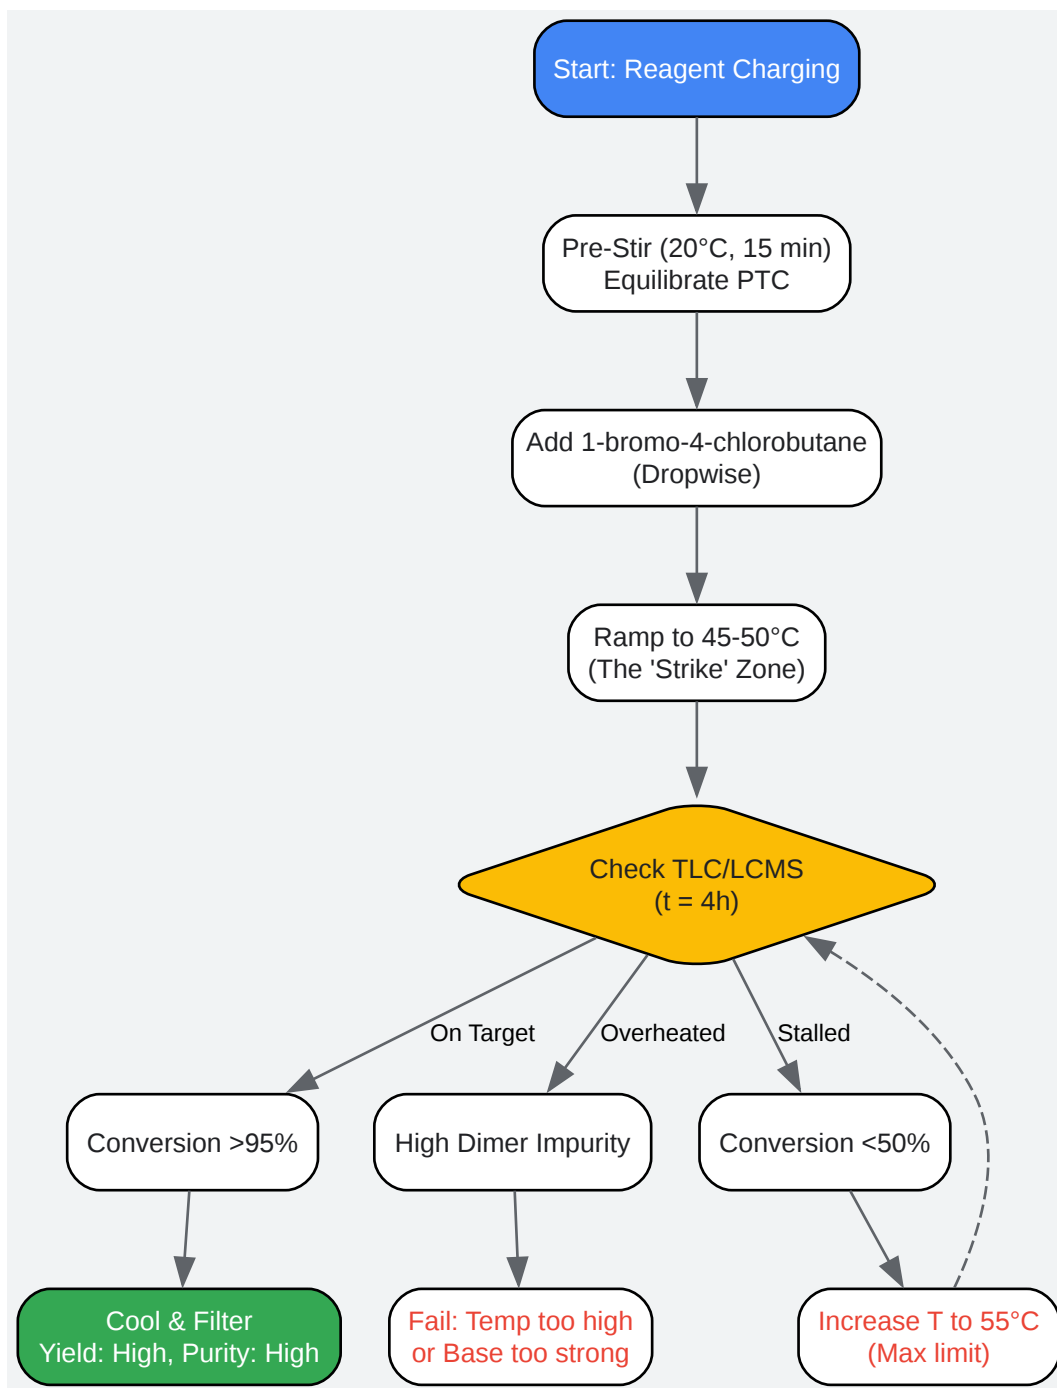 Start: Reagent Charging
Pre-Stir (20°C, 15 min)
Equilibrate PTC
Add 1-bromo-4-chlorobutane
(Dropwise)
Ramp to 45-50°C
(The 'Strike' Zone)
Check TLC/LCMS
(t = 4h)
On Target
Overheated
Stalled
Conversion >95%
High Dimer Impurity
Conversion <50%
Cool & Filter
Yield: High, Purity: High
Fail: Temp too high
or Base too strong
Increase T to 55°C
(Max limit)